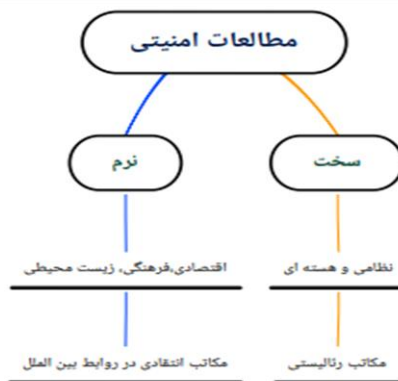 مطالعات امنیتی
سخت
نرم
نظامی و هسته ای
اقتصادی,فرهنگی, زیست محیطی
مکاتب رئالیستی
مکاتب انتقادی در روابط بین الملل